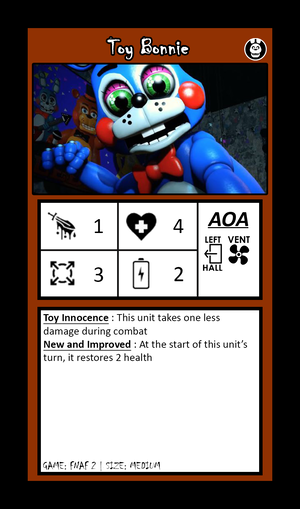 Toy Bonnie
1
4
AOA
LEFT
VENT
HALL
3
2
Toy Innocence : This unit takes one less
damage during combat
New and Improved : At the start of this unit's
turn, it restores 2 health
GAME: FNAF 2 | SIZE: MEDIUM